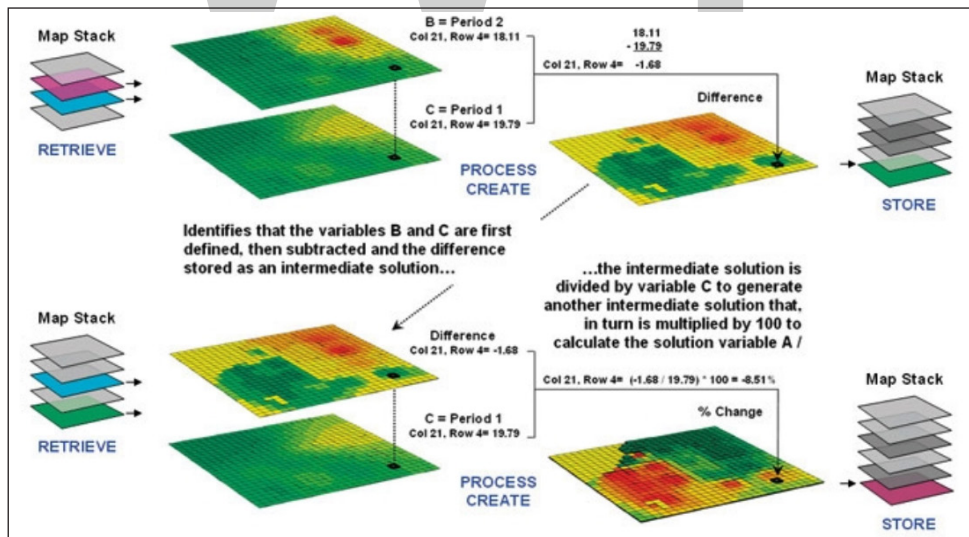 Map Stack
RETRIEVE
B = Period 2
Col 21, Row 4= 18.11
C = Period 1
Col 21, Row 4= 19.79
PROCESS
CREATE
18.11
- 19.79
Col 21, Row 4= -1.68
Difference
Map Stack
STORE
Identifies that the variables B and C are first
defined, then subtracted and the difference
stored as an intermediate solution...
...the intermediate solution is
divided by variable C to generate
another intermediate solution that,
in turn is multiplied by 100 to
calculate the solution variable A /
Map Stack
RETRIEVE
Difference
Col 21, Row 4= -1.68
C = Period 1
Col 21, Row 4= 19.79
PROCESS
CREATE
Col 21, Row 4= (-1.68 / 19.79) * 100 = -8.51%
% Change
Map Stack
STORE